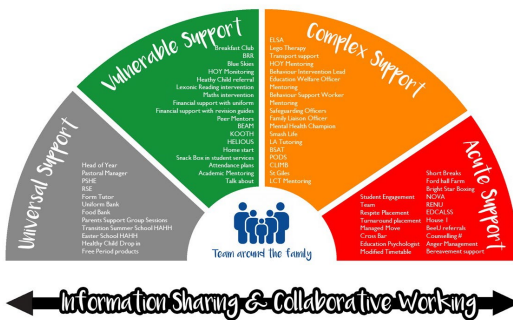 Universal Support
Head of Year
Pastoral Manager
PSHE
RSE
Form Tutor
Uniform Bank
Food Bank
Parents Support Group Sessions
Transition Summer School HAHH
Easter School HAHH
Healthy Child Drop in
Free Period products
Vulnerable Support
Breakfast Club
BRR
Blue Skies
HOY Monitoring
Heathy Child referral
Lexonic Reading intervention
Maths intervention
Financial support with uniform
Financial support with revision guides
Peer Mentors
BEAM
KOOTH
HELIOUS
Home start
Snack Box in student services
Attendance plans
Academic Mentoring
Talk about
Complex Support
ELSA
Lego Therapy
Transport support
HOY Mentoring
Behaviour Intervention Lead
Education Welfare Officer
Mentoring
Behaviour Support Worker
Mentoring
Safeguarding Officers
Family Liaison Officer
Mental Health Champion
Smash Life
LA Tutoring
BSAT
PODS
CLIMB
St Giles
LCT Mentoring
Acute Support
Student Engagement
Team
Respite Placement
Turnaround placement
Managed Move
Cross Bar
Education Psychologist
Modified Timetable
Short Breaks
Ford hall Farm
Bright Star Boxing
NOVA
RENU
EDCALSS
House 1
BeeU referrals
Counselling #
Anger Management
Bereavement support
Team around the family
Information Sharing & Collaborative Working